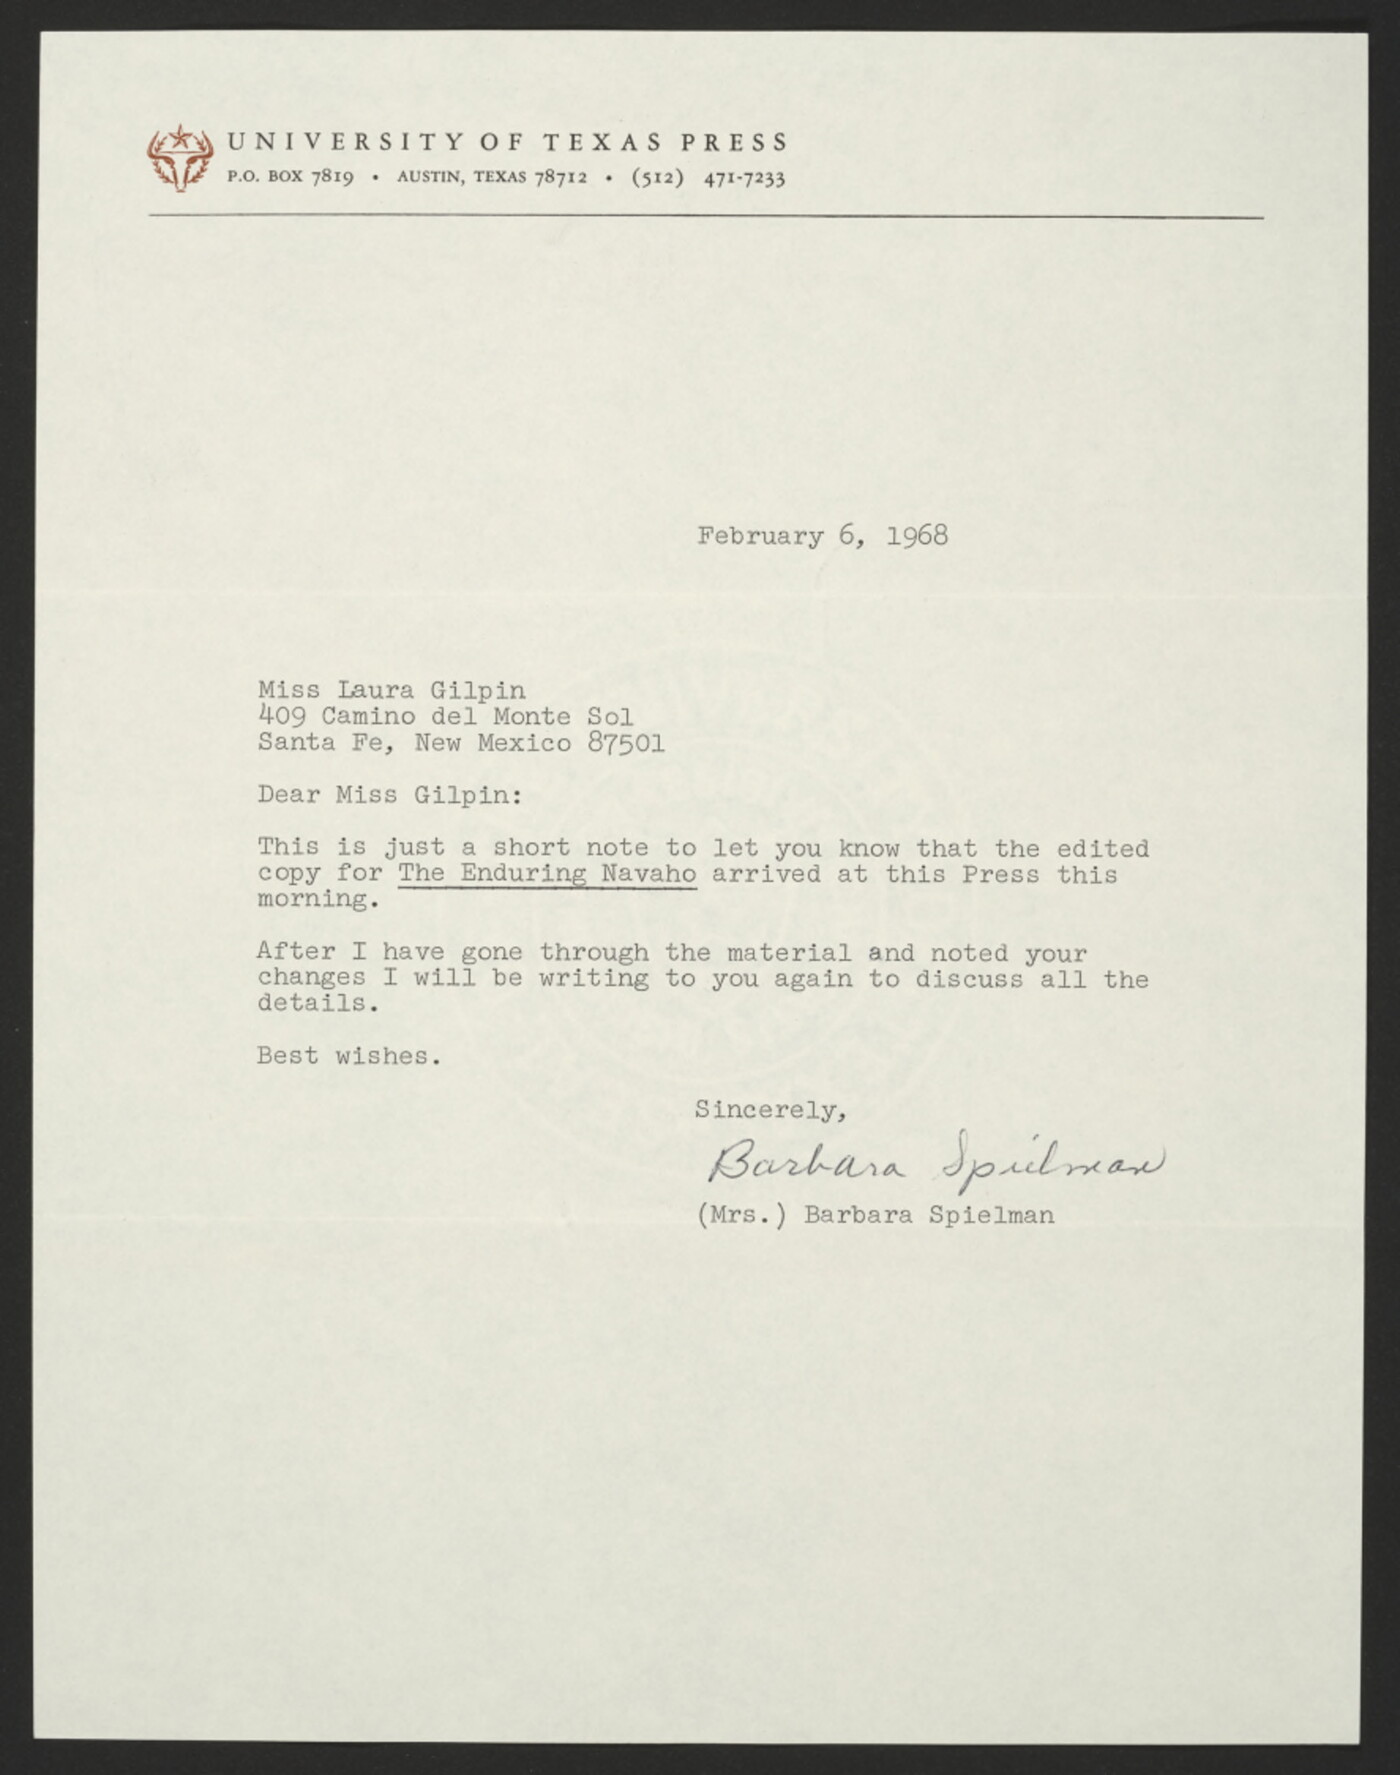 UNIVERSITY OF TEXAS PRESS
P.O. BOX 7819 • AUSTIN, TEXAS 78712 • (512) 471-7233
February 6, 1968
Miss Laura Gilpin
409 Camino del Monte Sol
Santa Fe, New Mexico 87501
Dear Miss Gilpin:
This is just a short note to let you know that the edited
copy for The Enduring Navaho arrived at this Press this
morning.
After I have gone through the material and noted your
changes I will be writing to you again to discuss all the
details.
Best wishes.
Sincerely,
Barbara Spielman
(Mrs.) Barbara Spielman